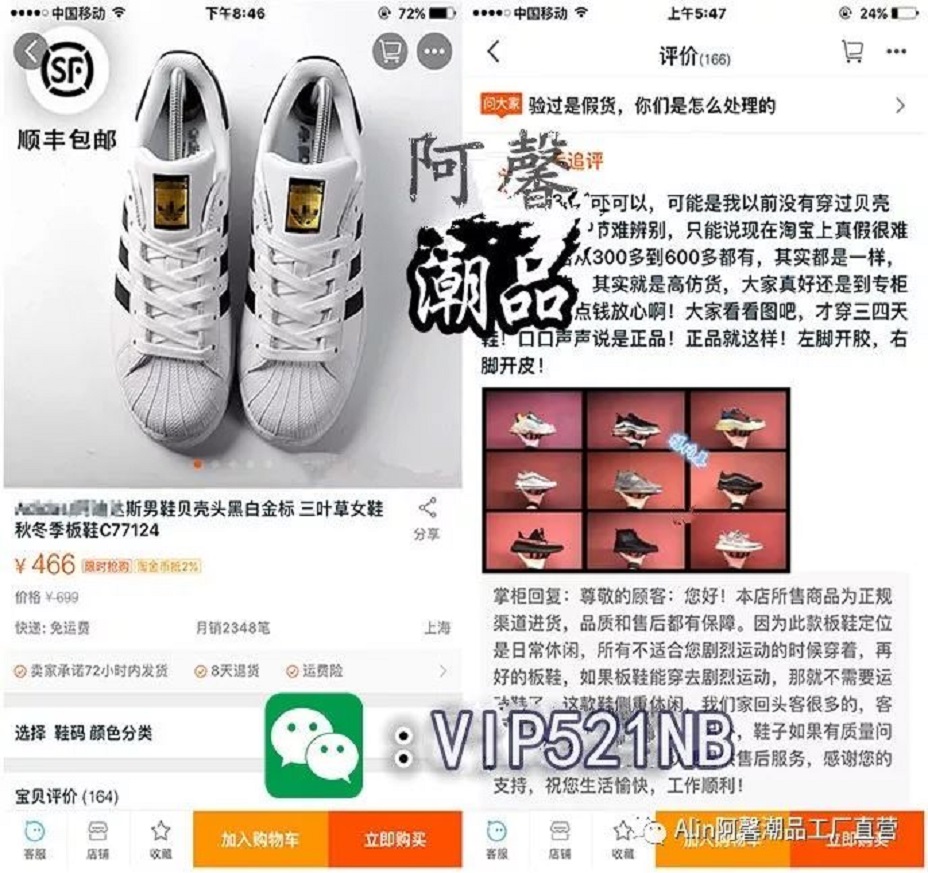 中国移动
下午8:46
72%
SF
顺丰包邮
斯男鞋贝壳头黑白金标 三叶草女鞋
秋冬季板鞋C77124
分享
¥466 限时抢购 淘金币抵2%
价格 ¥699
快递: 免运费
月销2348笔
上海
卖家承诺72小时内发货
8天退货
运费险
选择 鞋码 颜色分类
宝贝评价 (164)
客服
店铺
收藏
加入购物车
立即购买
中国移动
上午5:47
24%
评价(166)
问大家
验过是假货，你们是怎么处理的
阿馨
潮品
追评
可以，可能是我以前没有穿过贝壳
难辨别，只能说现在淘宝上真假很难
从300多到600多都有，其实都是一样，
其实就是高仿货，大家真好还是到专柜
点钱放心啊！大家看看图吧，才穿三四天
鞋！口口声声说是正品！正品就这样！左脚开胶，右
脚开皮！
掌柜回复：尊敬的顾客：您好！本店所售商品为正规
渠道进货，品质和售后都有保障。因为此款板鞋定位
是日常休闲，所有不适合您剧烈运动的时候穿着，再
好的板鞋，如果板鞋能穿去剧烈运动，那就不需要运
动鞋了，这款鞋侧重休闲，我们家回头客很多的，客
鞋子如果有质量问
售后服务，感谢您的
支持，祝您生活愉快，工作顺利！
：VIP521NB
客服
店铺
收藏
加入购物车
立即购买
Alin阿馨潮品工厂直营